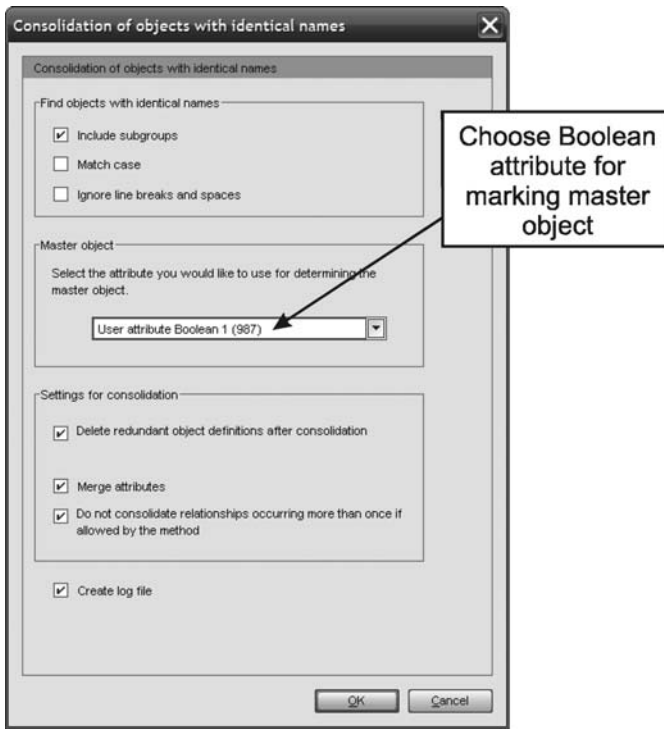 Consolidation of objects with identical names
Consolidation of objects with identical names
Find objects with identical names
Include subgroups
Match case
Ignore line breaks and spaces
Choose Boolean
attribute for
marking master
object
Master object
Select the attribute you would like to use for determining the
master object.
User attribute Boolean 1 (987)
Settings for consolidation
Delete redundant object definitions after consolidation
Merge attributes
Do not consolidate relationships occurring more than once if
allowed by the method
Create log file
OK
Cancel